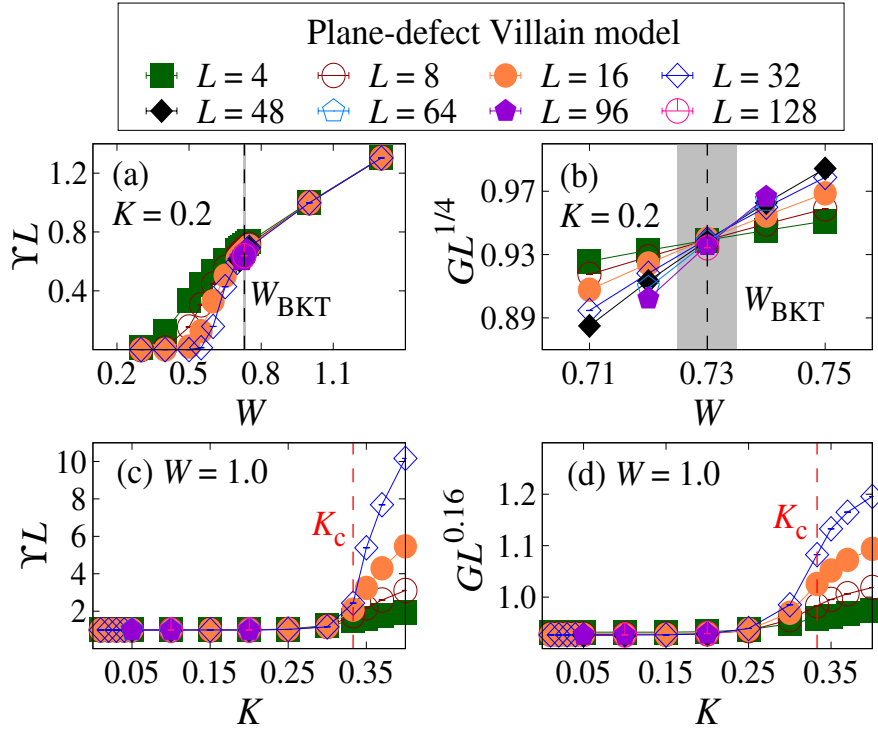 Plane-defect Villain model
L = 4 L = 8 L = 16 L = 32
L = 48 L = 64 L = 96 L = 128
(a)
K = 0.2
W_BKT
1.2
0.8
0.4
ΥL
0.2 0.5 0.8 1.1
W
(b)
K = 0.2
W_BKT
0.97
0.93
0.89
GL^{1/4}
0.71 0.73 0.75
W
(c) W = 1.0
K_c
10
8
6
4
2
ΥL
0.05 0.15 0.25 0.35
K
(d) W = 1.0
K_c
1.2
1.1
1.0
GL^{0.16}
0.05 0.15 0.25 0.35
K